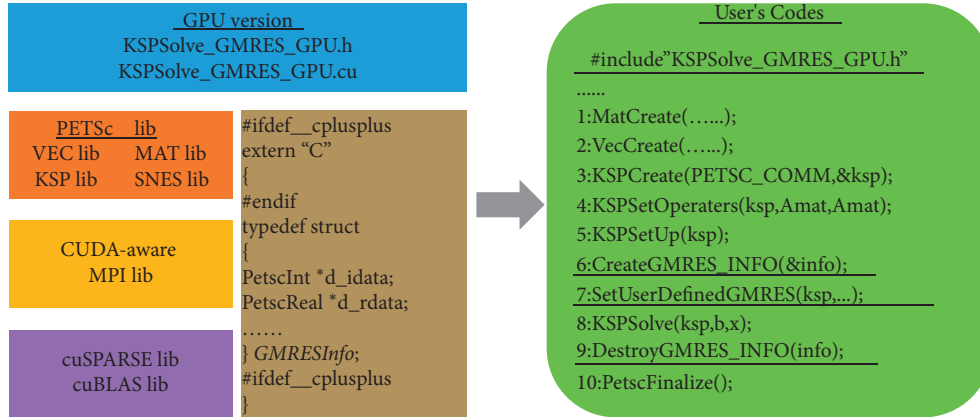 GPU version
KSPSolve_GMRES_GPU.h
KSPSolve_GMRES_GPU.cu
PETSc lib
VEC lib MAT lib
KSP lib SNES lib
CUDA-aware
MPI lib
cuSPARSE lib
cuBLAS lib
#ifdef__cplusplus
extern “C”
{
#endif
typedef struct
{
PetscInt *d_idata;
PetscReal *d_rdata;
……
} GMRESInfo;
#ifdef__cplusplus
}
User's Codes
#include”KSPSolve_GMRES_GPU.h”
......
1:MatCreate(…...);
2:VecCreate(…...);
3:KSPCreate(PETSC_COMM,&ksp);
4:KSPSetOperaters(ksp,Amat,Amat);
5:KSPSetUp(ksp);
6:CreateGMRES_INFO(&info);
7:SetUserDefinedGMRES(ksp,...);
8:KSPSolve(ksp,b,x);
9:DestroyGMRES_INFO(info);
10:PetscFinalize();